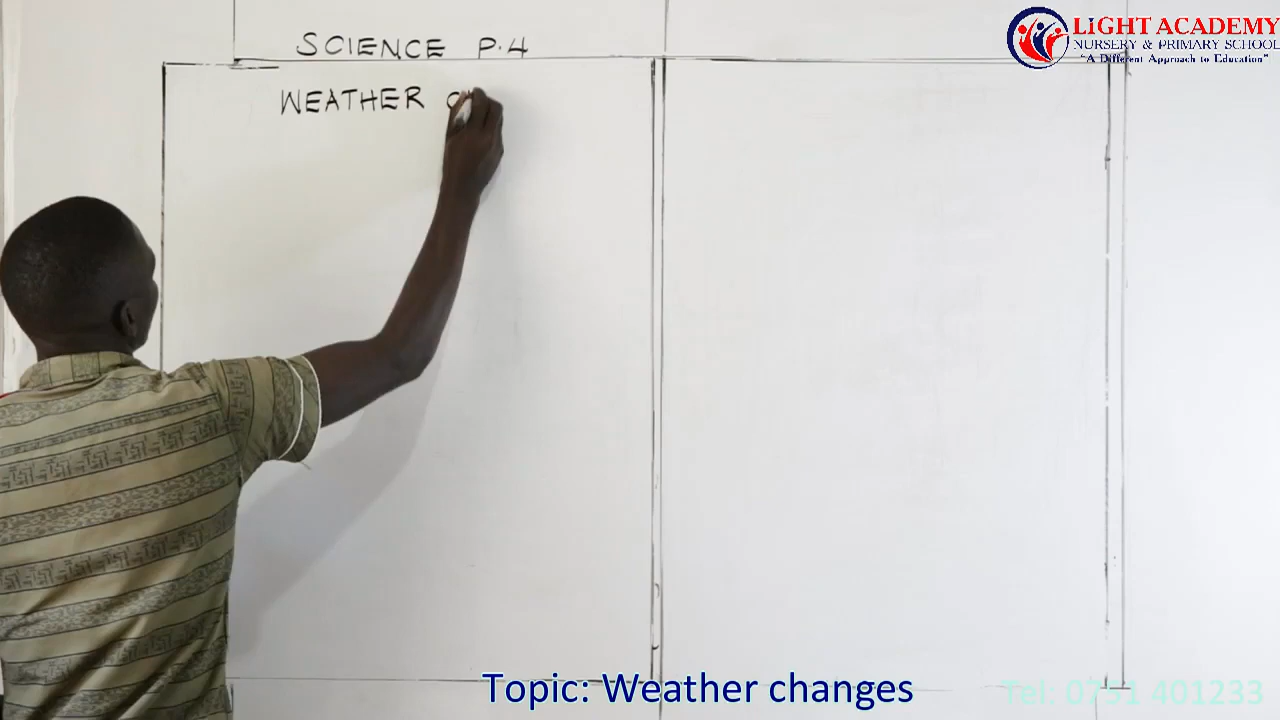 SCIENCE P.4
WEATHER
LIGHT ACADEMY
NURSERY & PRIMARY SCHOOL
"A Different Approach to Education"
Topic: Weather changes
Tel: 0751 401233